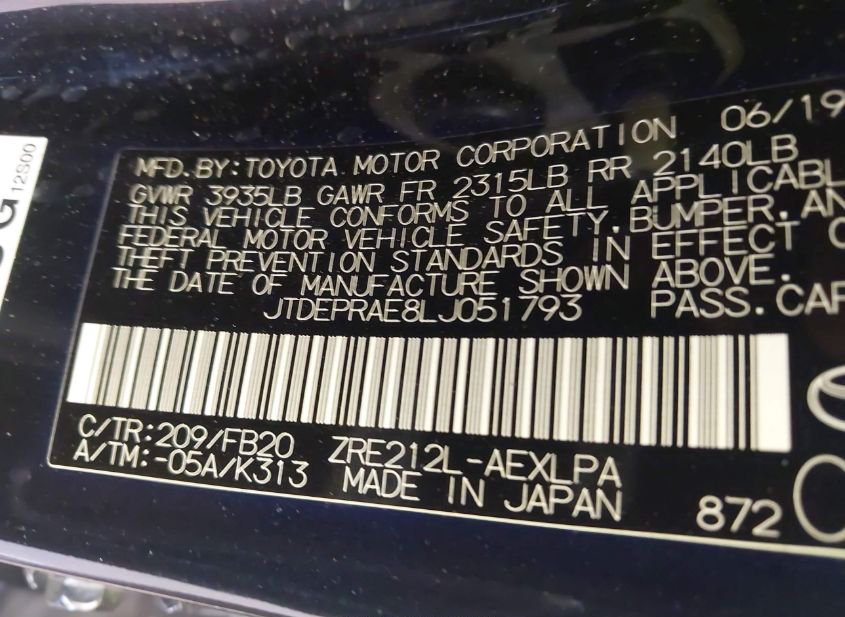 12S00
G
MFD.BY:TOYOTA MOTOR CORPORATION 06/19
GVWR 3935LB GAWR FR 2315LB RR 2140LB
THIS VEHICLE CONFORMS TO ALL APPLICABL
FEDERAL MOTOR VEHICLE SAFETY,BUMPER,AN
THEFT PREVENTION STANDARDS IN EFFECT O
THE DATE OF MANUFACTURE SHOWN ABOVE.
JTDEPRAE8LJ051793 PASS.CAR
C/TR:209/FB20 ZRE212L-AEXLPA
A/TM:-05A/K313 MADE IN JAPAN
872